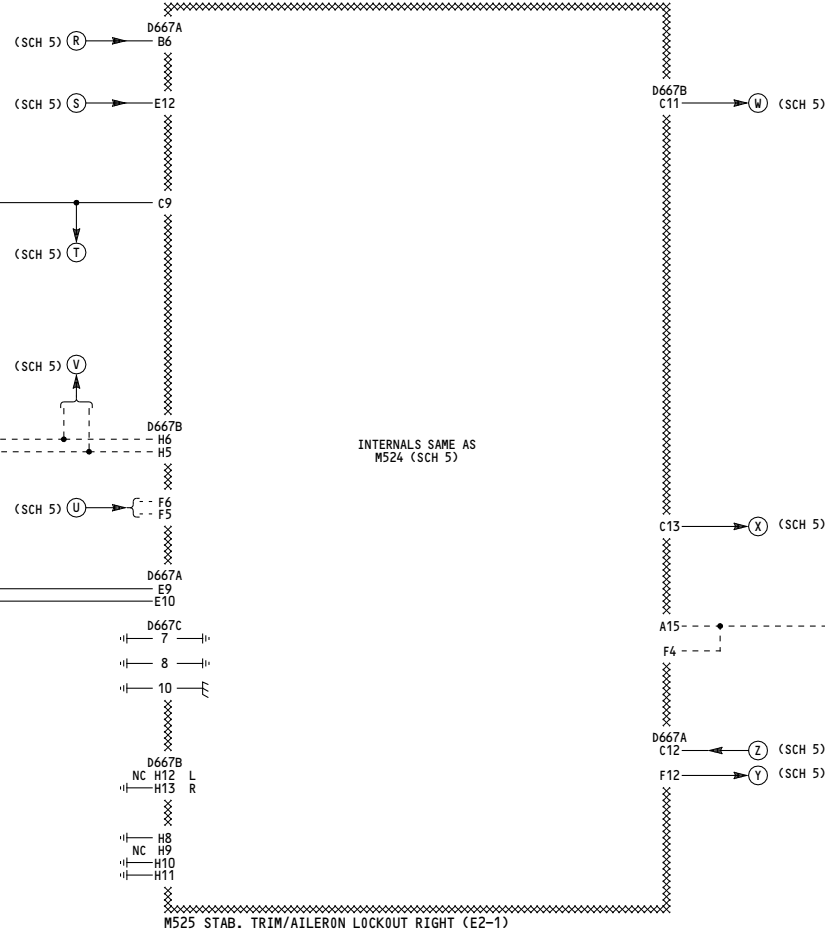 D667A
(SCH 5) R B6
D667B
(SCH 5) S E12 C11 W (SCH 5)
C9
(SCH 5) T
(SCH 5) V
D667B
H6
H5
INTERNALS SAME AS
M524 (SCH 5)
F6
(SCH 5) U
F5
C13 X (SCH 5)
D667A
E9
E10
D667C
7
A15
8
F4
10
D667A
C12 Z (SCH 5)
D667B
NC H12 L
F12 Y (SCH 5)
H13 R
H8
NC H9
H10
H11
M525 STAB. TRIM/AILERON LOCKOUT RIGHT (E2-1)